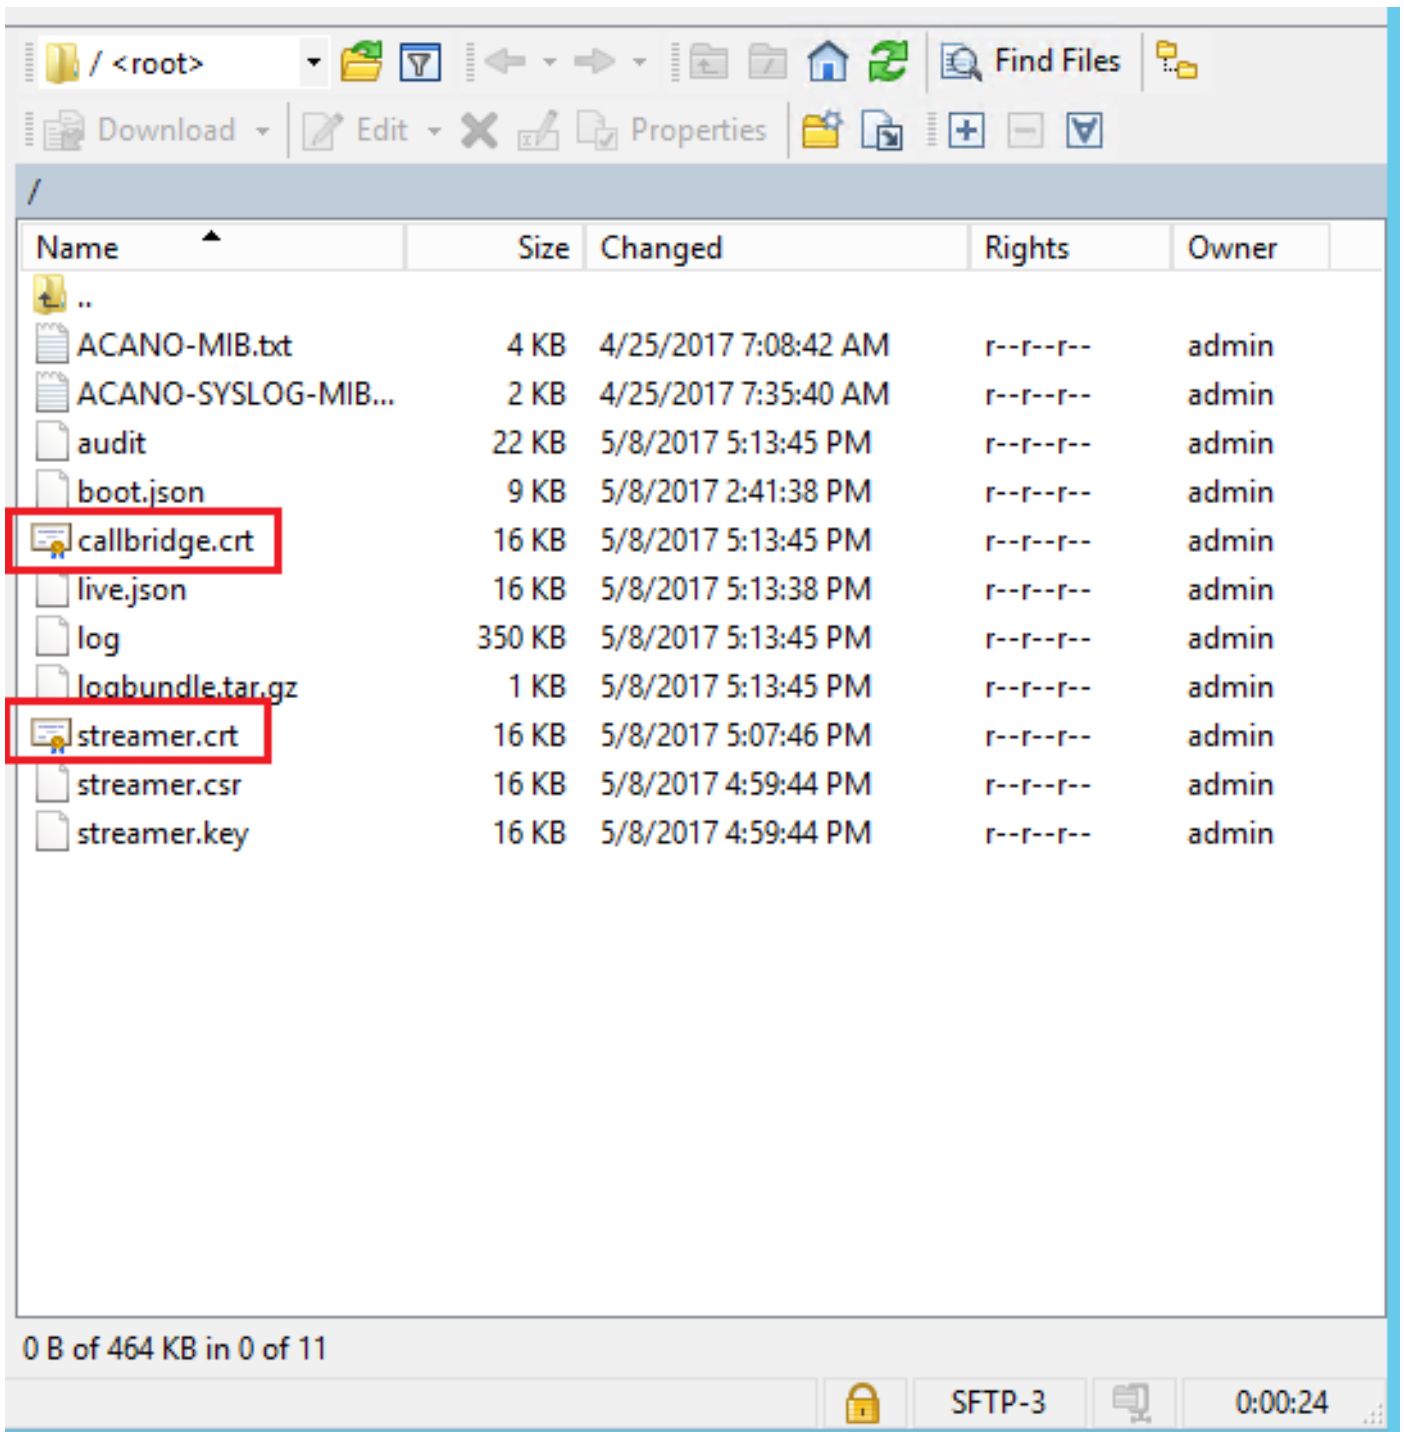 / <root>
Find Files
Download Edit Properties
/
Name Size Changed Rights Owner
..
ACANO-MIB.txt 4 KB 4/25/2017 7:08:42 AM r--r--r-- admin
ACANO-SYSLOG-MIB... 2 KB 4/25/2017 7:35:40 AM r--r--r-- admin
audit 22 KB 5/8/2017 5:13:45 PM r--r--r-- admin
boot.json 9 KB 5/8/2017 2:41:38 PM r--r--r-- admin
callbridge.crt 16 KB 5/8/2017 5:13:45 PM r--r--r-- admin
live.json 16 KB 5/8/2017 5:13:38 PM r--r--r-- admin
log 350 KB 5/8/2017 5:13:45 PM r--r--r-- admin
logbundle.tar.gz 1 KB 5/8/2017 5:13:45 PM r--r--r-- admin
streamer.crt 16 KB 5/8/2017 5:07:46 PM r--r--r-- admin
streamer.csr 16 KB 5/8/2017 4:59:44 PM r--r--r-- admin
streamer.key 16 KB 5/8/2017 4:59:44 PM r--r--r-- admin
0 B of 464 KB in 0 of 11
SFTP-3 0:00:24